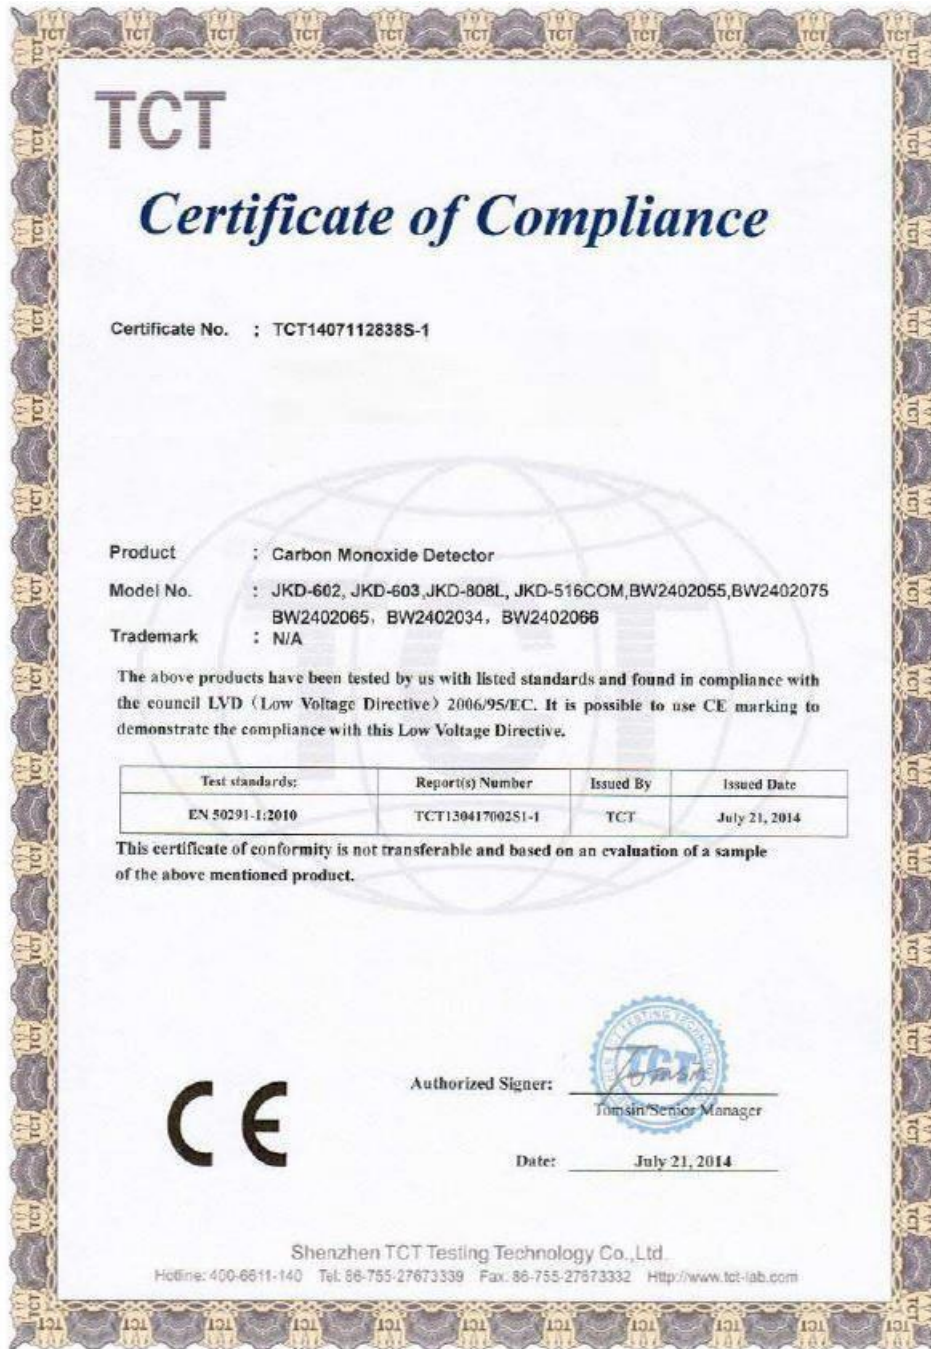 TCT
Certificate of Compliance
Certificate No. : TCT1407112838S-1
Product : Carbon Monoxide Detector
Model No. : JKD-602, JKD-603,JKD-808L, JKD-516COM,BW2402055,BW2402075
BW2402065, BW2402034, BW2402066
Trademark : N/A
The above products have been tested by us with listed standards and found in compliance with
the council LVD（Low Voltage Directive）2006/95/EC. It is possible to use CE marking to
demonstrate the compliance with this Low Voltage Directive.
Test standards: Report(s) Number Issued By Issued Date
EN 50291-1:2010 TCT130417002S1-1 TCT July 21, 2014
This certificate of conformity is not transferable and based on an evaluation of a sample
of the above mentioned product.
CE
Authorized Signer: Tomsin
Tomsin/Senior Manager
Date: July 21, 2014
Shenzhen TCT Testing Technology Co.,Ltd.
Hotline: 400-6611-140 Tel: 86-755-27673339 Fax: 86-755-27673332 Http://www.tct-lab.com